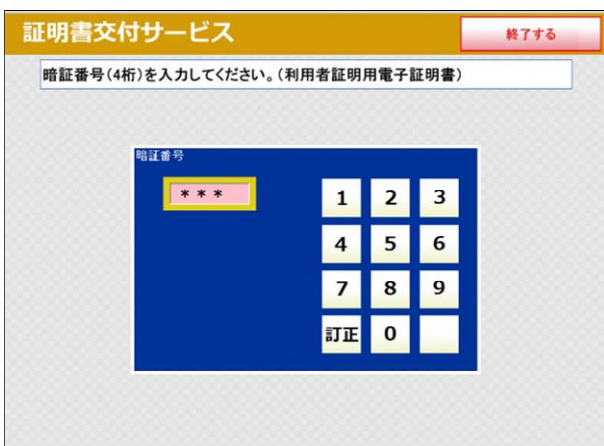 証明書交付サービス
終了する
暗証番号(4桁)を入力してください。(利用者証明用電子証明書)
暗証番号
***
1 2 3
4 5 6
7 8 9
訂正 0